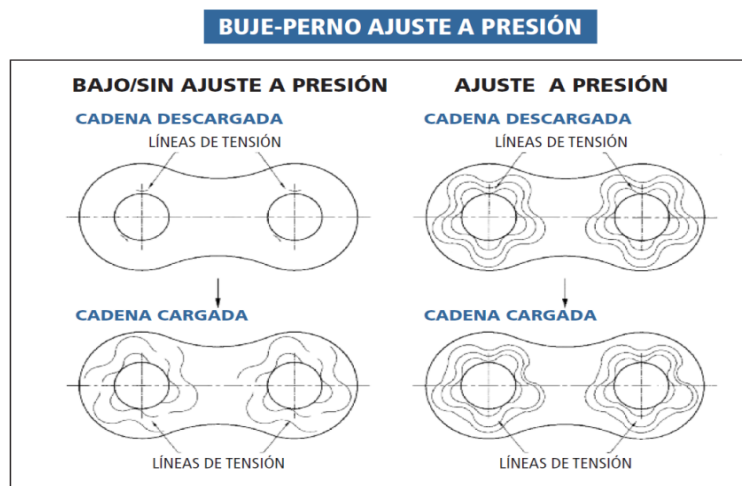 BUJE-PERNO AJUSTE A PRESIÓN
BAJO/SIN AJUSTE A PRESIÓN
CADENA DESCARGADA
LÍNEAS DE TENSIÓN
CADENA CARGADA
LÍNEAS DE TENSIÓN
AJUSTE A PRESIÓN
CADENA DESCARGADA
LÍNEAS DE TENSIÓN
CADENA CARGADA
LÍNEAS DE TENSIÓN